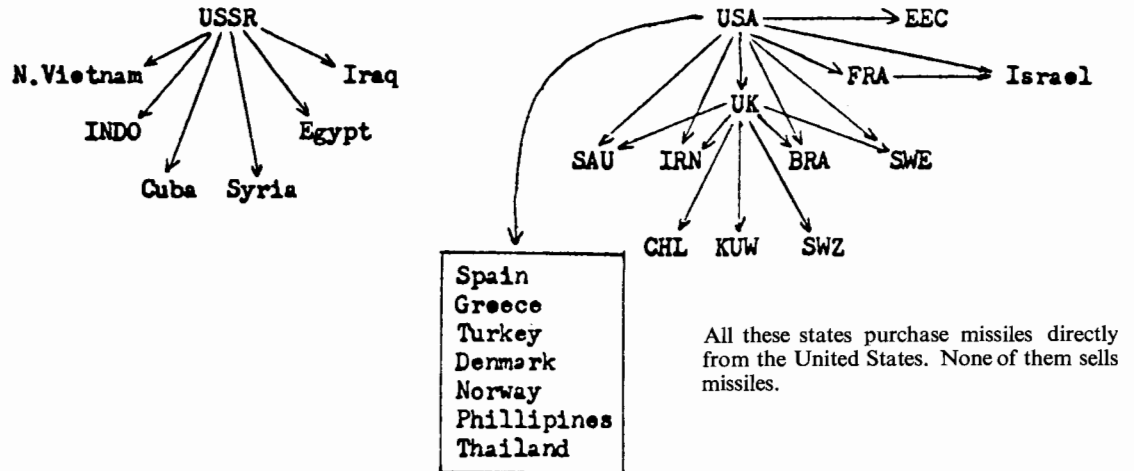 USSR
N.Vietnam
Iraq
INDO
Egypt
Cuba
Syria
USA
EEC
FRA
Israel
UK
SAU
IRN
BRA
SWE
CHL
KUW
SWZ
Spain
Greece
Turkey
Denmark
Norway
Phillipines
Thailand
All these states purchase missiles directly
from the United States. None of them sells
missiles.